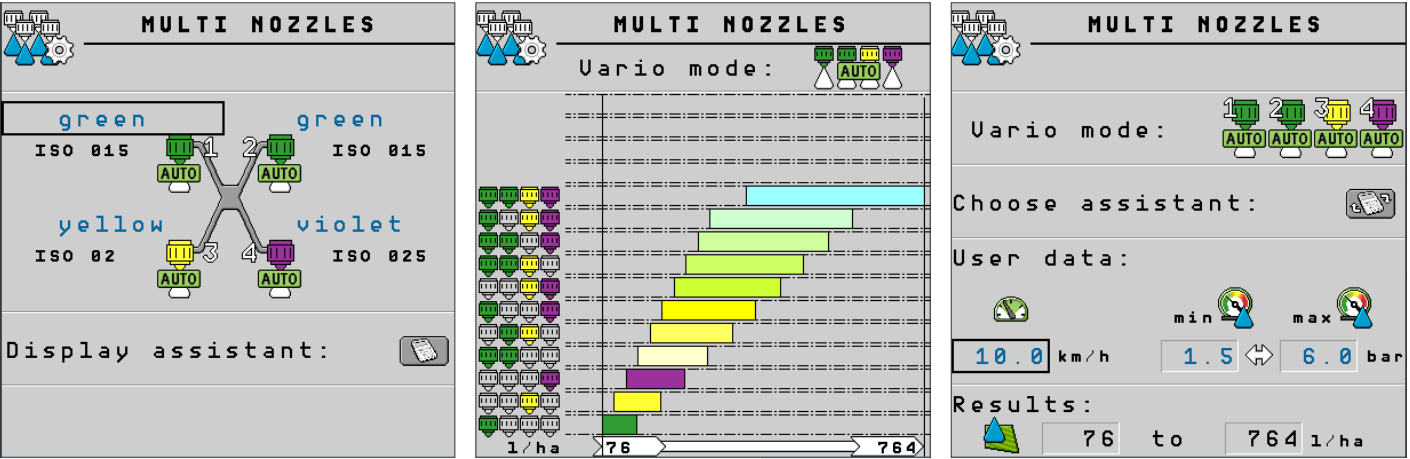 MULTI NOZZLES
green green
1 2
ISO 015 ISO 015
AUTO AUTO
yellow violet
3 4
ISO 02 ISO 025
AUTO AUTO
Display assistant:
MULTI NOZZLES
Vario mode:
AUTO
l/ha 76 764
MULTI NOZZLES
1 2 3 4
Vario mode:
AUTO AUTO AUTO AUTO
Choose assistant:
User data:
min max
10.0 km/h 1.5 6.0 bar
Results:
76 to 764 l/ha